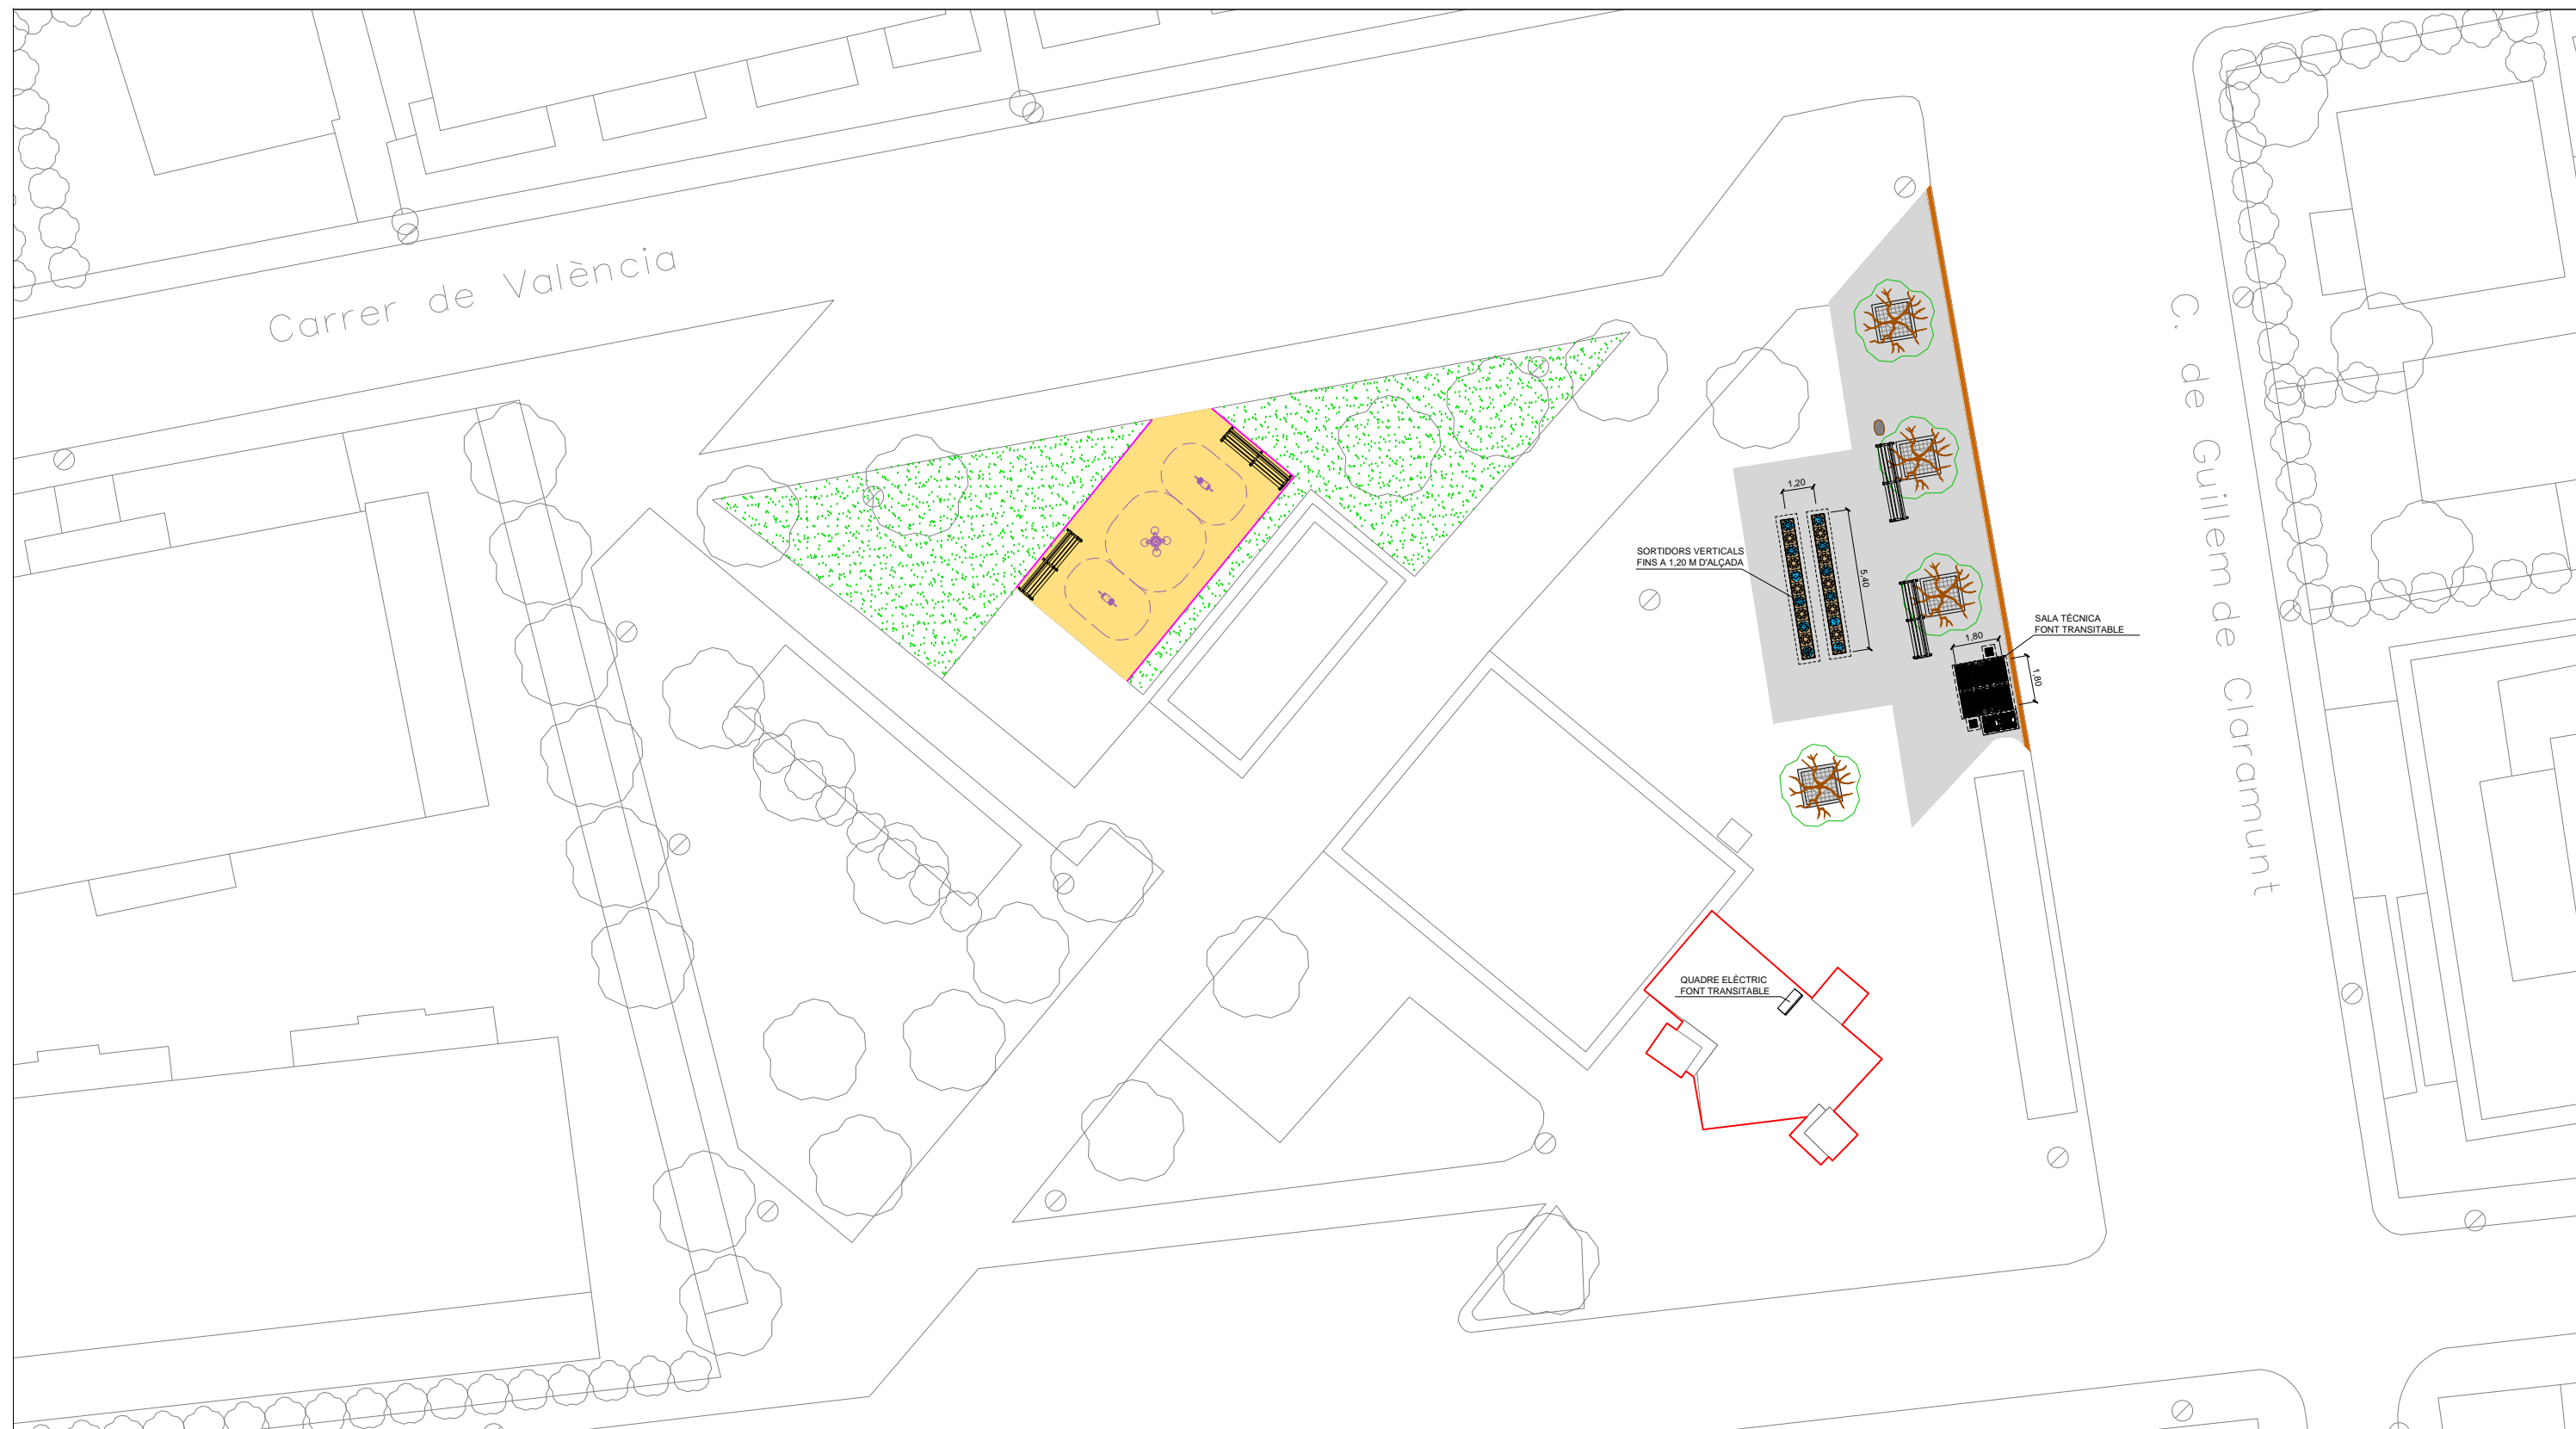 Carrer de València
C. de Guillem de Claramunt
1,20
5,40
SORTIDORS VERTICALS
FINS A 1,20 M D'ALÇADA
SALA TÈCNICA
FONT TRANSITABLE
1,80
1,80
QUADRE ELÈCTRIC
FONT TRANSITABLE